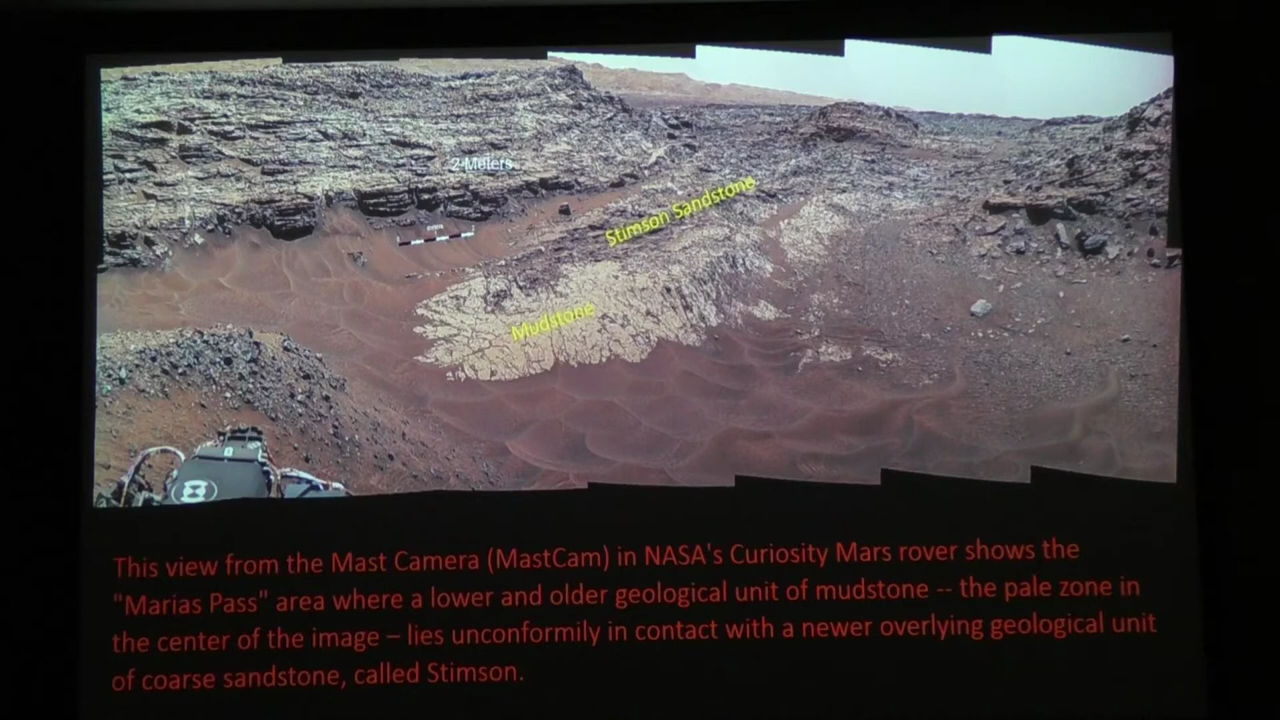 2 Meters
Stimson Sandstone
Mudstone
This view from the Mast Camera (MastCam) in NASA's Curiosity Mars rover shows the
"Marias Pass" area where a lower and older geological unit of mudstone -- the pale zone in
the center of the image – lies unconformily in contact with a newer overlying geological unit
of coarse sandstone, called Stimson.